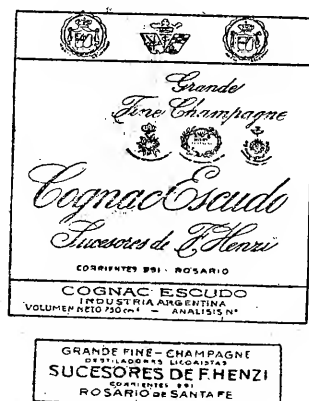 Grande
Fine Champagne
Cognac Escudo
Sucesores de F. Henzi
CORRIENTES 991 - ROSARIO
COGNAC ESCUDO
INDUSTRIA ARGENTINA
VOLUMEN NETO 750 cm³ — ANALISIS Nº
GRANDE FINE - CHAMPAGNE
DESTILADORES LICORISTAS
SUCESORES DE F. HENZI
CORRIENTES 991
ROSARIO DE SANTA FE